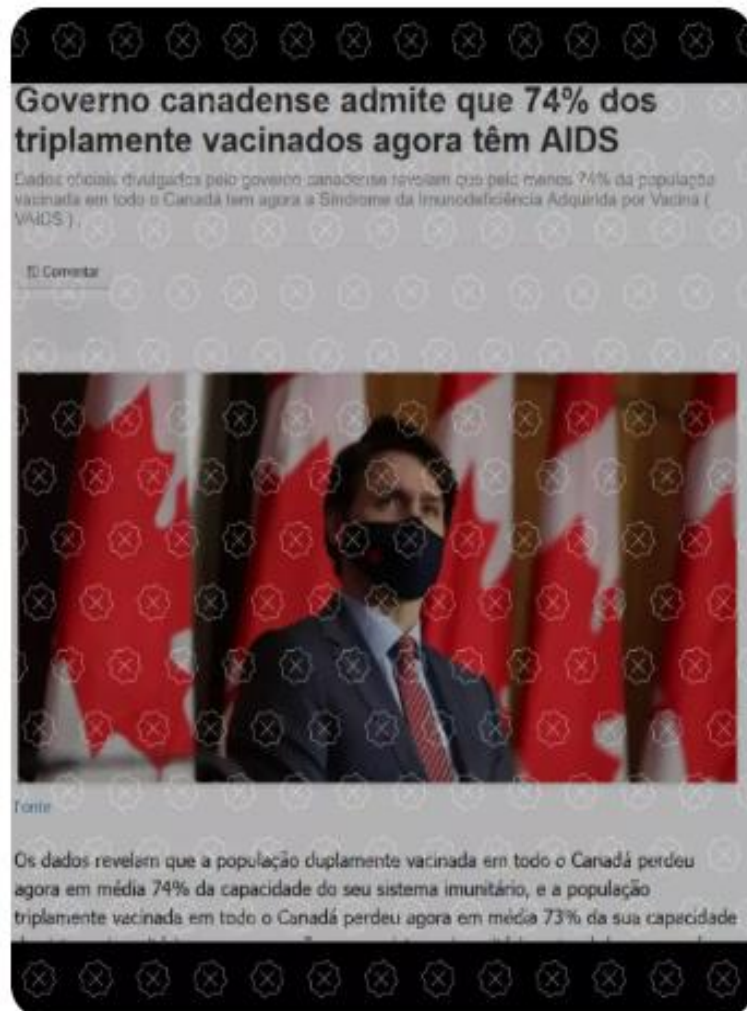 Governo canadense admite que 74% dos
triplamente vacinados agora têm AIDS
Dados oficiais divulgados pelo governo canadense revelam que pelo menos 74% da população
vacinada em todo o Canadá tem agora a Síndrome da Imunodeficiência Adquirida por Vacina (
VAIDS ) .
Comentar
Fonte
Os dados revelam que a população duplamente vacinada em todo o Canadá perdeu
agora em média 74% da capacidade do seu sistema imunitário, e a população
triplamente vacinada em todo o Canadá perdeu agora em média 73% da sua capacidade